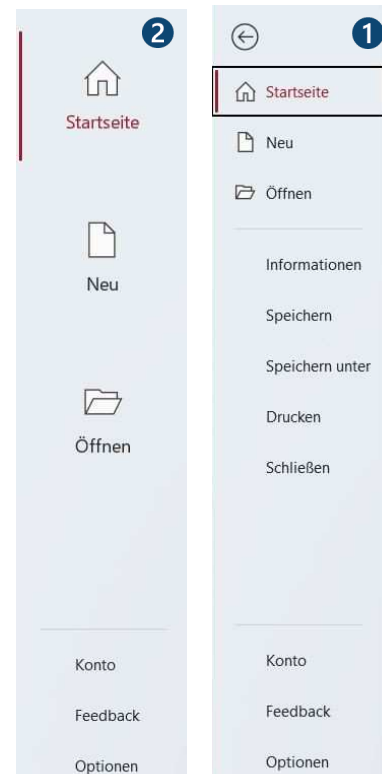 2
Startseite
Neu
Öffnen
Konto
Feedback
Optionen
1
Startseite
Neu
Öffnen
Informationen
Speichern
Speichern unter
Drucken
Schließen
Konto
Feedback
Optionen